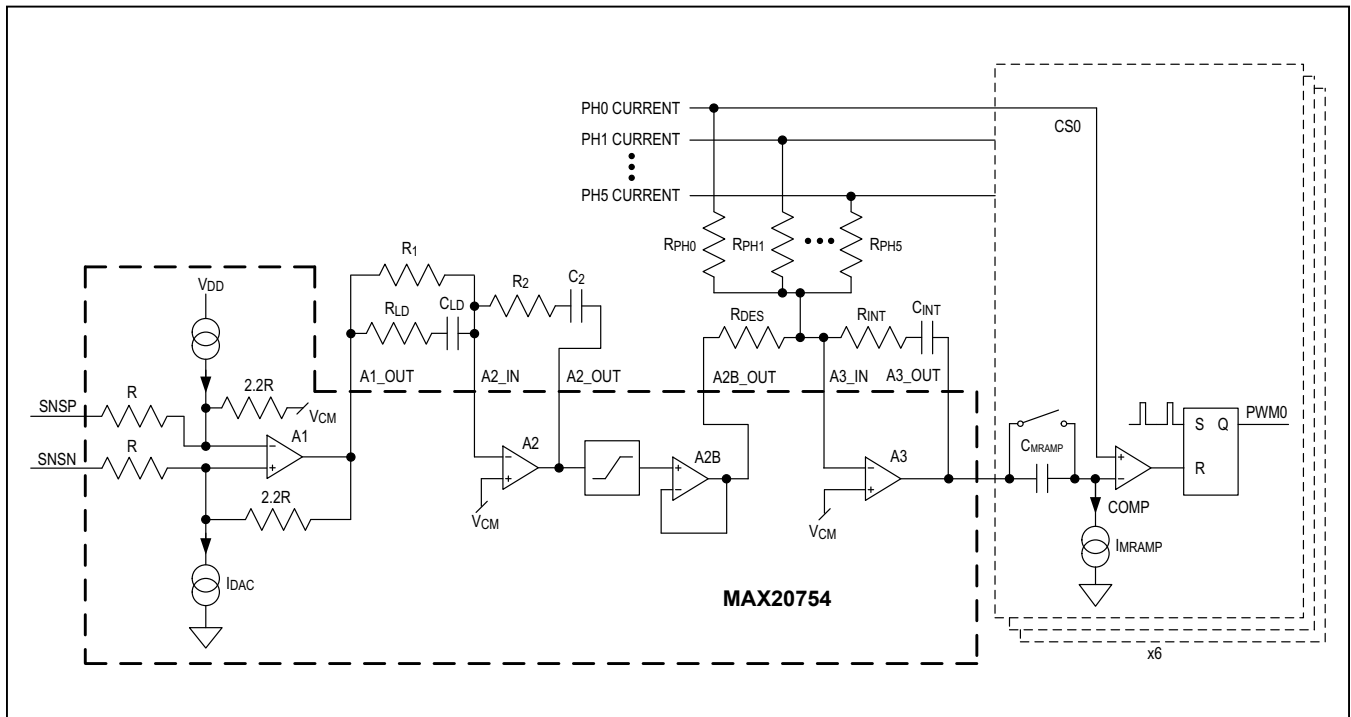 PH0 CURRENT
CS0
PH1 CURRENT
PH5 CURRENT
RPH0
RPH1
RPH5
R1
R2
C2
RLD
CLD
RDES
RINT
CINT
VDD
A1_OUT
A2_IN
A2_OUT
A2B_OUT
A3_IN
A3_OUT
SNSP
R
2.2R
VCM
A1
SNSN
R
2.2R
A2
VCM
A2B
A3
VCM
IDAC
MAX20754
CMRAMP
COMP
IMRAMP
S Q
R
PWM0
x6